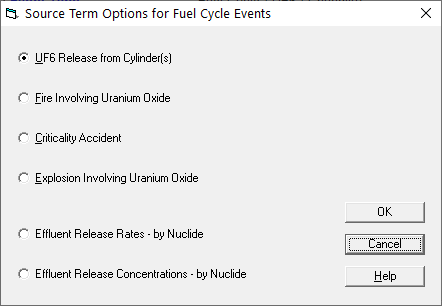 Source Term Options for Fuel Cycle Events
UF6 Release from Cylinder(s)
Fire Involving Uranium Oxide
Criticality Accident
Explosion Involving Uranium Oxide
Effluent Release Rates - by Nuclide
Effluent Release Concentrations - by Nuclide
OK
Cancel
Help